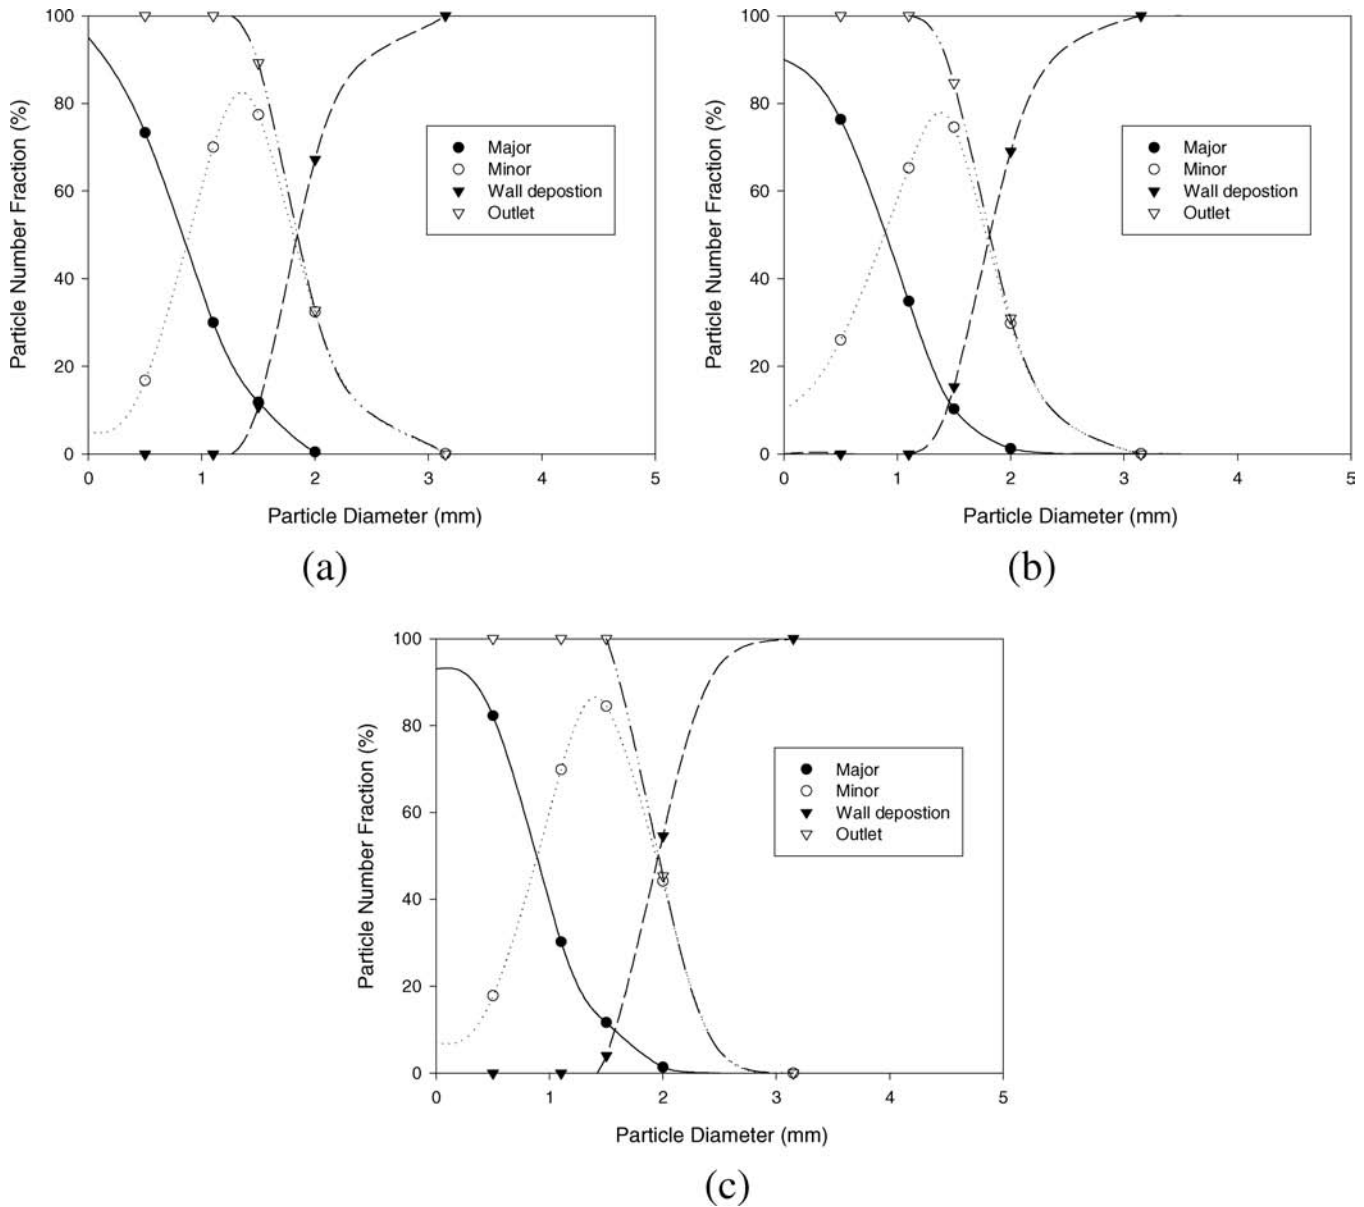 Particle Number Fraction (%)
100
80
60
40
20
0
Major
Minor
Wall depostion
Outlet
0 1 2 3 4 5
Particle Diameter (mm)
(a)
Particle Number Fraction (%)
100
80
60
40
20
0
Major
Minor
Wall depostion
Outlet
0 1 2 3 4 5
Particle Diameter (mm)
(b)
Particle Number Fraction (%)
100
80
60
40
20
0
Major
Minor
Wall depostion
Outlet
0 1 2 3 4 5
Particle Diameter (mm)
(c)